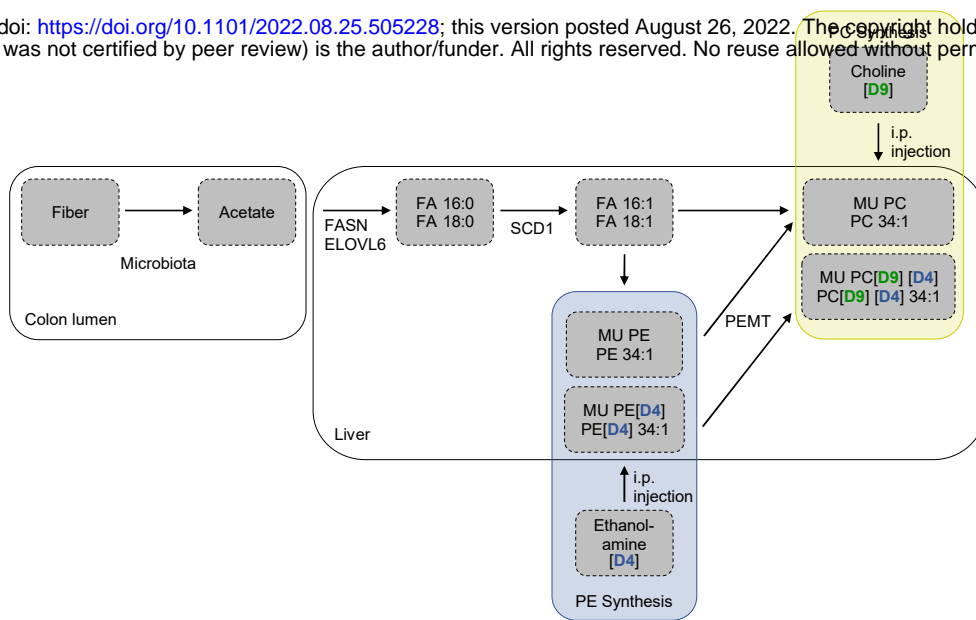 doi: https://doi.org/10.1101/2022.08.25.505228; this version posted August 26, 2022. The copyright hold
was not certified by peer review) is the author/funder. All rights reserved. No reuse allowed without perm
PC Synthesis
Choline
[D9]
i.p.
injection
Fiber
Acetate
Microbiota
Colon lumen
FASN
ELOVL6
FA 16:0
FA 18:0
SCD1
FA 16:1
FA 18:1
MU PC
PC 34:1
MU PC[D9] [D4]
PC[D9] [D4] 34:1
PEMT
MU PE
PE 34:1
MU PE[D4]
PE[D4] 34:1
Liver
i.p.
injection
Ethanol-
amine
[D4]
PE Synthesis